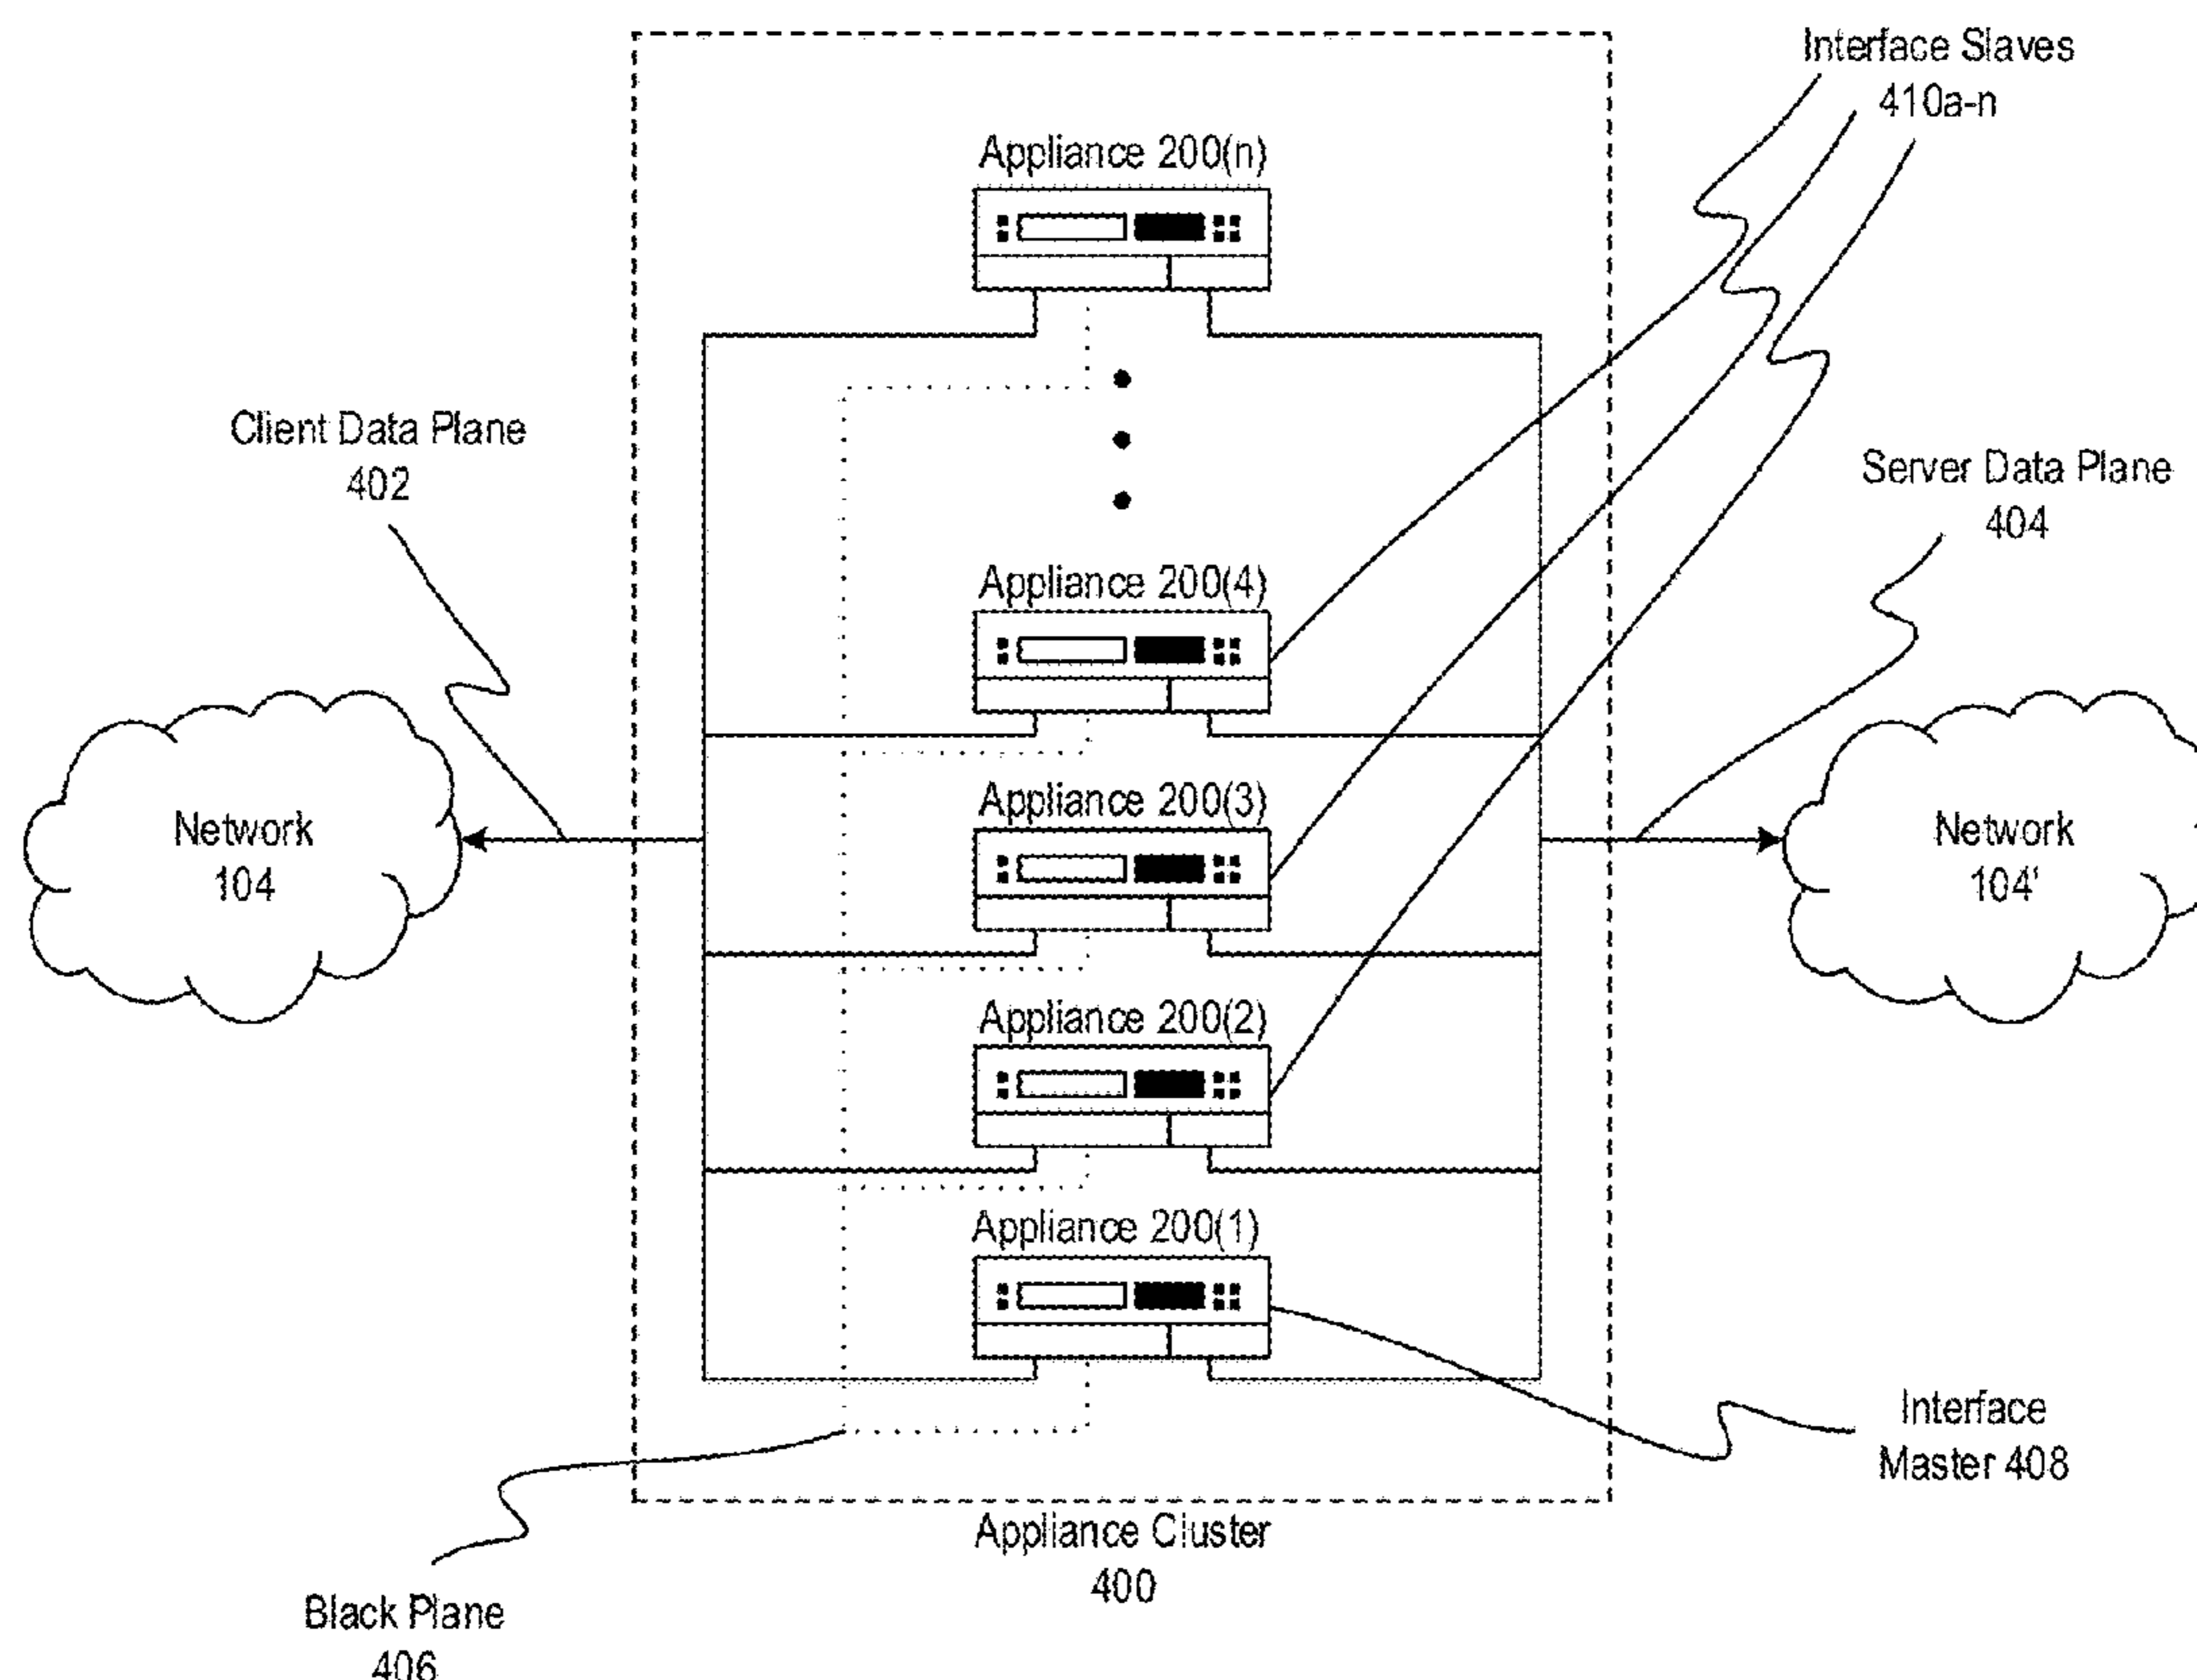 Interface Slaves
410a-n
Appliance 200(n)
Client Data Plane
402
Server Data Plane
404
Appliance 200(4)
Appliance 200(3)
Network
104
Network
104'
Appliance 200(2)
Appliance 200(1)
Interface
Master 408
Appliance Cluster
400
Black Plane
406